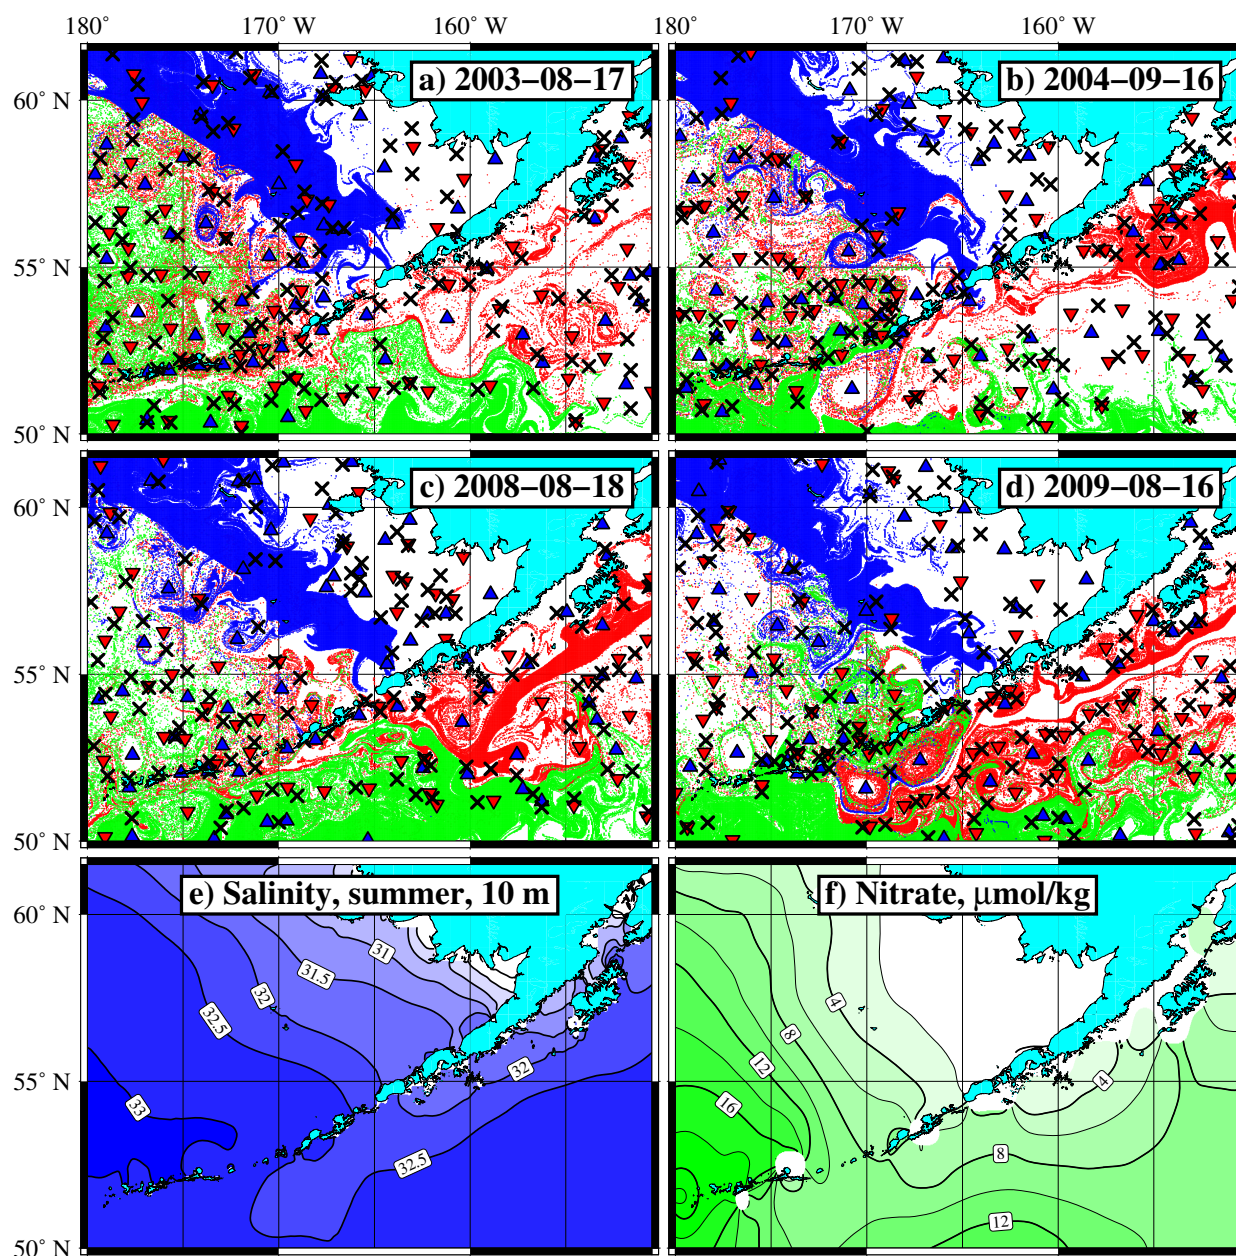 180° 170° W 160° W 180° 170° W 160° W
60° N
a) 2003−08−17
b) 2004−09−16
55° N
50° N
60° N
c) 2008−08−18
d) 2009−08−16
55° N
50° N
e) Salinity, summer, 10 m
f) Nitrate, μmol/kg
60° N
31
31.5
32
32.5
32
33
32.5
4
8
12
16
4
8
12
55° N
50° N